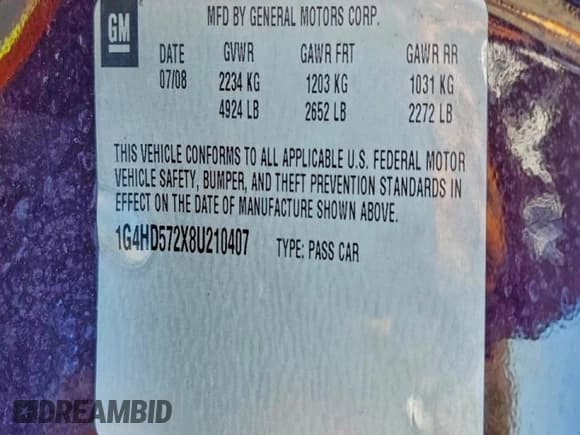 GM
MFD BY GENERAL MOTORS CORP.
DATE GVWR GAWR FRT GAWR RR
07/08 2234 KG 1203 KG 1031 KG
4924 LB 2652 LB 2272 LB
THIS VEHICLE CONFORMS TO ALL APPLICABLE U.S. FEDERAL MOTOR
VEHICLE SAFETY, BUMPER, AND THEFT PREVENTION STANDARDS IN
EFFECT ON THE DATE OF MANUFACTURE SHOWN ABOVE.
1G4HD572X8U210407 TYPE: PASS CAR
DREAMBID